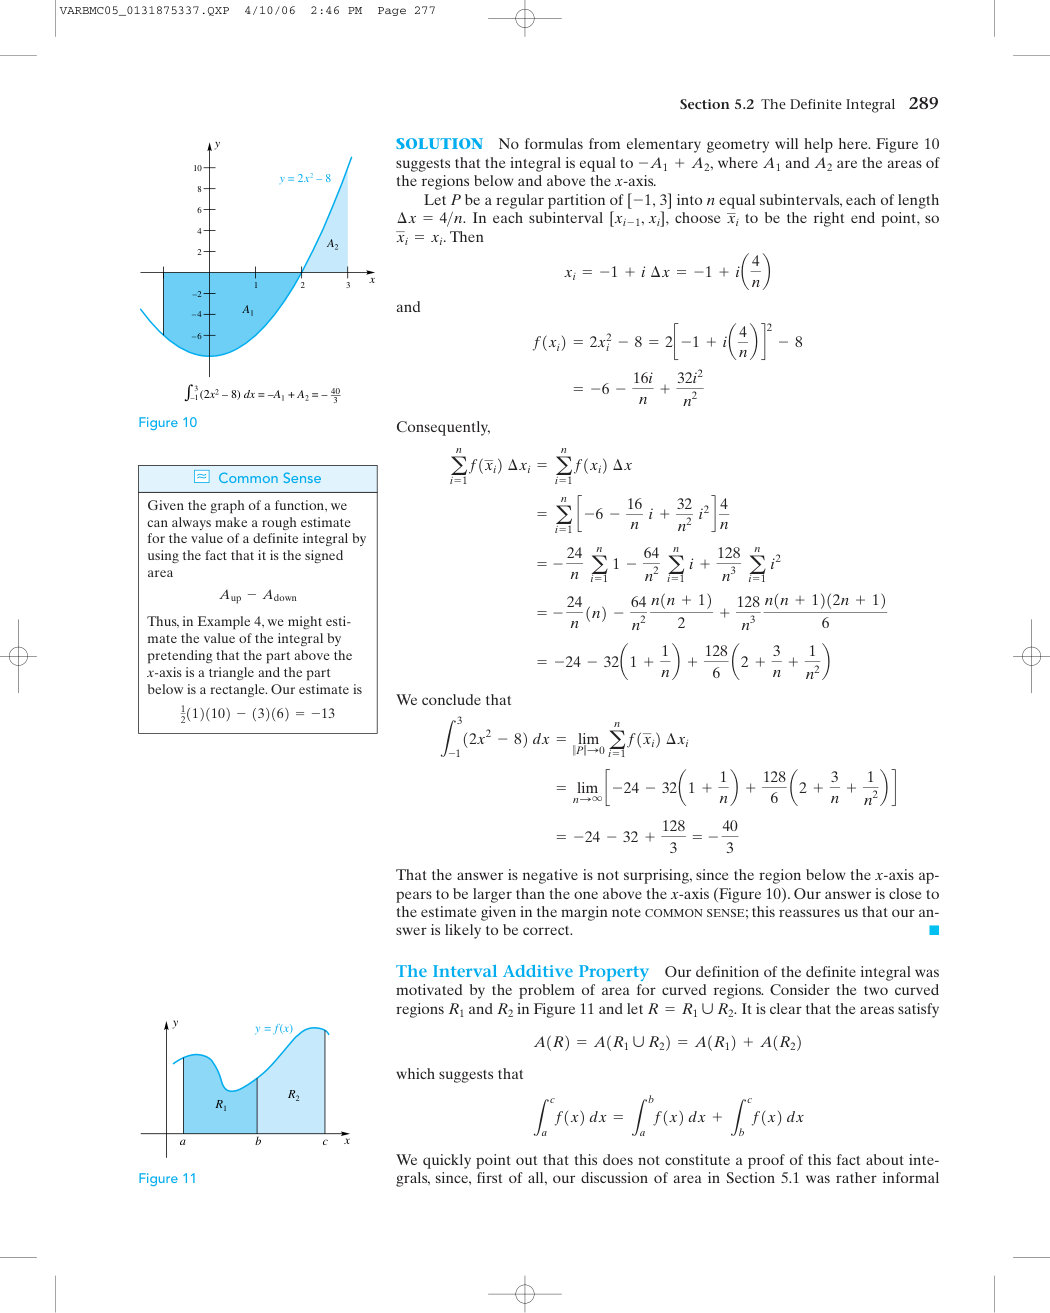 VARBMC05_0131875337.QXP 4/10/06 2:46 PM Page 277
Section 5.2 The Definite Integral 289
y
10
8
6
4
2
−2
−4
−6
1
2
3
x
y = 2x² – 8
A₂
A₁
∫₋₁³ (2x² – 8) dx = –A₁ + A₂ = – 40/3
Figure 10
≈ Common Sense
Given the graph of a function, we
can always make a rough estimate
for the value of a definite integral by
using the fact that it is the signed
area
A_up − A_down
Thus, in Example 4, we might esti-
mate the value of the integral by
pretending that the part above the
x-axis is a triangle and the part
below is a rectangle. Our estimate is
½(1)(10) − (3)(6) = −13
SOLUTION No formulas from elementary geometry will help here. Figure 10
suggests that the integral is equal to −A₁ + A₂, where A₁ and A₂ are the areas of
the regions below and above the x-axis.
Let P be a regular partition of [−1, 3] into n equal subintervals, each of length
Δx = 4/n. In each subinterval [xᵢ₋₁, xᵢ], choose x̄ᵢ to be the right end point, so
x̄ᵢ = xᵢ. Then
xᵢ = −1 + i Δx = −1 + i(4/n)
and
f(xᵢ) = 2xᵢ² − 8 = 2[−1 + i(4/n)]² − 8
= −6 − 16i/n + 32i²/n²
Consequently,
∑ᵢ₌₁ⁿ f(x̄ᵢ) Δxᵢ = ∑ᵢ₌₁ⁿ f(xᵢ) Δx
= ∑ᵢ₌₁ⁿ [−6 − 16/n i + 32/n² i²] 4/n
= −24/n ∑ᵢ₌₁ⁿ 1 − 64/n² ∑ᵢ₌₁ⁿ i + 128/n³ ∑ᵢ₌₁ⁿ i²
= −24/n (n) − 64/n² n(n + 1)/2 + 128/n³ n(n + 1)(2n + 1)/6
= −24 − 32(1 + 1/n) + 128/6 (2 + 3/n + 1/n²)
We conclude that
∫₋₁³ (2x² − 8) dx = lim_{|P|→0} ∑ᵢ₌₁ⁿ f(x̄ᵢ) Δxᵢ
= lim_{n→∞} [−24 − 32(1 + 1/n) + 128/6 (2 + 3/n + 1/n²)]
= −24 − 32 + 128/3 = −40/3
That the answer is negative is not surprising, since the region below the x-axis ap-
pears to be larger than the one above the x-axis (Figure 10). Our answer is close to
the estimate given in the margin note COMMON SENSE; this reassures us that our an-
swer is likely to be correct.
The Interval Additive Property Our definition of the definite integral was
motivated by the problem of area for curved regions. Consider the two curved
regions R₁ and R₂ in Figure 11 and let R = R₁ ∪ R₂. It is clear that the areas satisfy
A(R) = A(R₁ ∪ R₂) = A(R₁) + A(R₂)
which suggests that
∫ₐᶜ f(x) dx = ∫ₐᵇ f(x) dx + ∫_b^c f(x) dx
We quickly point out that this does not constitute a proof of this fact about inte-
grals, since, first of all, our discussion of area in Section 5.1 was rather informal
y
y = f(x)
R₁
R₂
a
b
c
x
Figure 11